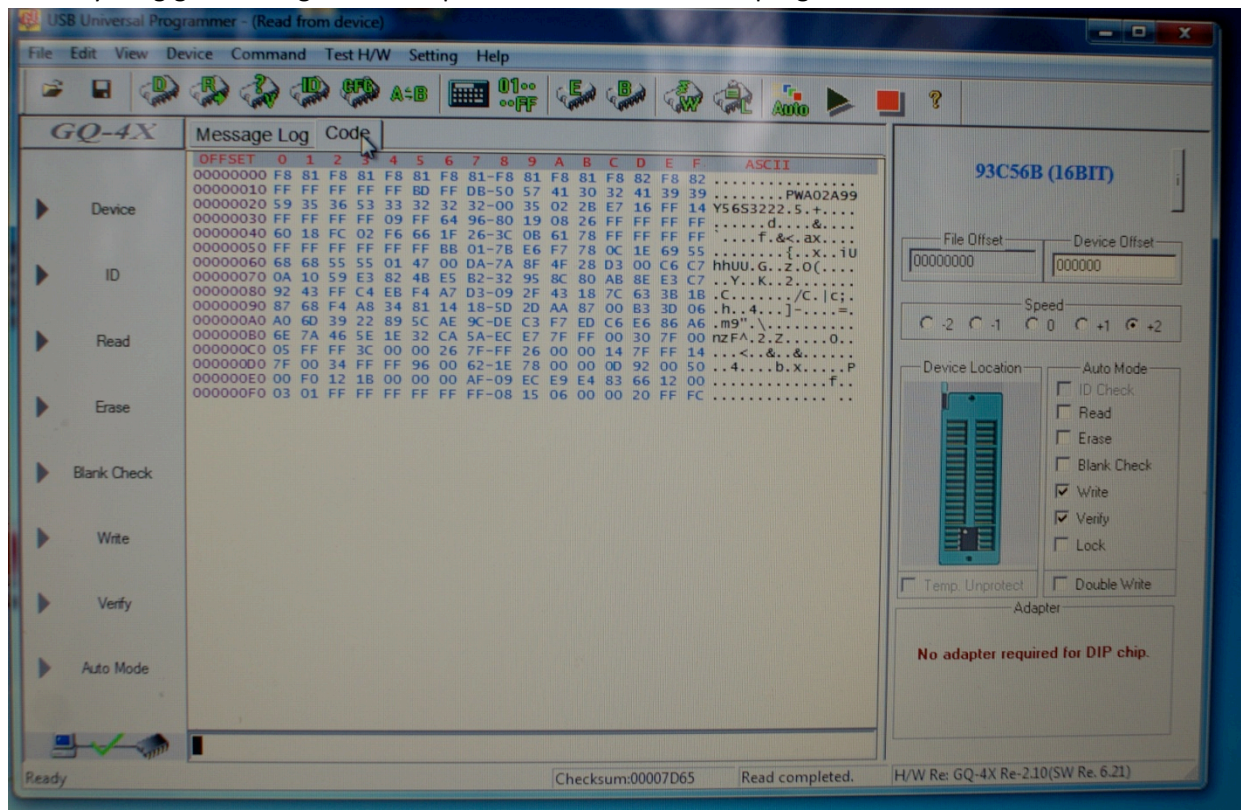 USB Universal Programmer - (Read from device)
File Edit View Device Command Test H/W Setting Help
GQ-4X
Message Log Code
OFFSET 0 1 2 3 4 5 6 7 8 9 A B C D E F ASCII
00000000 F8 81 F8 81 F8 81 F8 81-F8 81 F8 81 F8 82 F8 82 ................
00000010 FF FF FF FF FF BD FF DB-50 57 41 30 32 41 39 39 ........PWA02A99
00000020 59 35 36 53 33 32 32 32-00 35 02 2B E7 16 FF 14 Y56S3222.5.+....
00000030 FF FF FF FF 09 FF 64 96-80 19 08 26 FF FF FF FF ......d....&....
00000040 60 18 FC 02 F6 66 1F 26-3C 0B 61 78 FF FF FF FF .....f.&<.ax....
00000050 FF FF FF FF FF FF BB 01-7B E6 F7 78 0C 1E 69 55 ........{..x..iU
00000060 68 68 55 55 01 47 00 DA-7A 8F 4F 28 D3 00 C6 C7 hhUU.G..z.O(....
00000070 0A 10 59 E3 82 4B E5 B2-32 95 8C 80 AB 8E E3 C7 ..Y..K..2.......
00000080 92 43 FF C4 EB F4 A7 D3-09 2F 43 18 7C 63 3B 1B .C......./C.|c;.
00000090 87 68 F4 A8 34 81 14 18-5D 2D AA 87 00 B3 3D 06 .h..4...]-....=.
000000A0 A0 6D 39 22 89 5C AE 9C-DE C3 F7 ED C6 E6 86 A6 .m9".\..........
000000B0 6E 7A 46 5E 1E 32 CA 5A-EC E7 7F FF 00 30 7F 00 nzF^.2.Z.....0..
000000C0 05 FF FF 3C 00 00 26 7F-FF 26 00 00 14 7F FF 14 ...<..&..&......
000000D0 7F 00 34 FF FF 96 00 62-1E 78 00 00 0D 92 00 50 ..4....b.x.....P
000000E0 00 F0 12 1B 00 00 00 AF-09 EC E9 E4 83 66 12 00 .............f..
000000F0 03 01 FF FF FF FF FF FF-08 15 06 00 00 20 FF FC ............. ..
Device
ID
Read
Erase
Blank Check
Write
Verify
Auto Mode
93C56B (16BIT)
File Offset Device Offset
00000000 000000
Speed
-2 -1 0 +1 +2
Device Location Auto Mode
ID Check
Read
Erase
Blank Check
Write
Verify
Lock
Temp. Unprotect Double Write
Adapter
No adapter required for DIP chip.
Ready Checksum:00007D65 Read completed. H/W Re: GQ-4X Re-2.10(SW Re. 6.21)